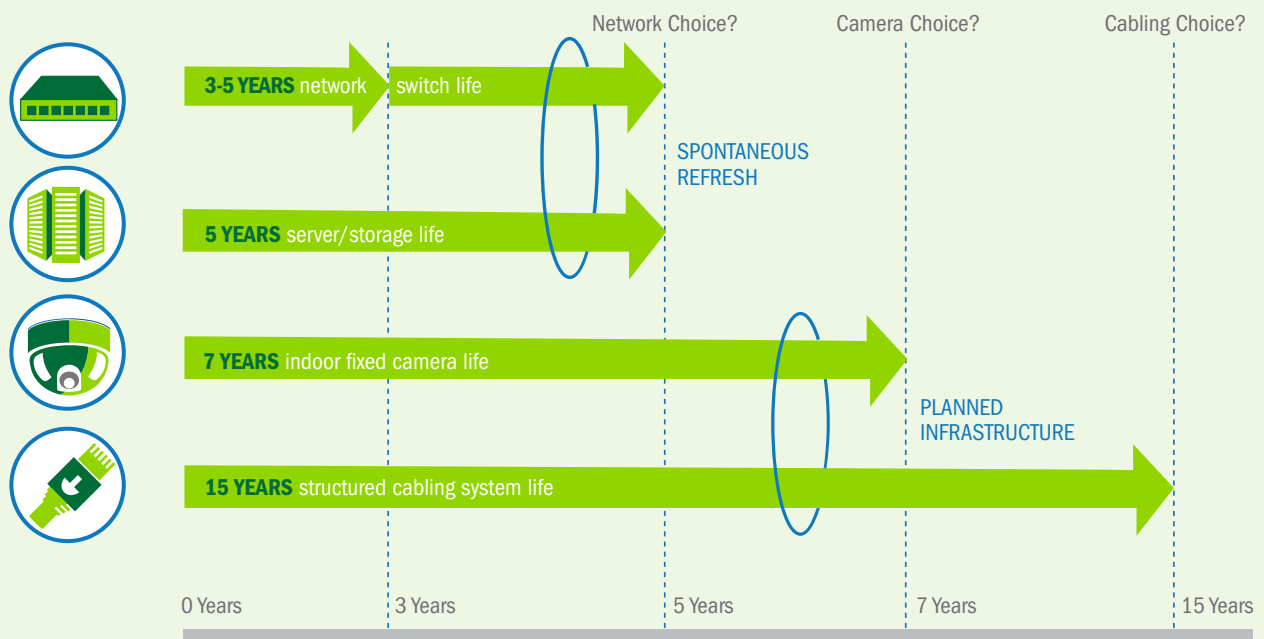 Network Choice?
Camera Choice?
Cabling Choice?
3-5 YEARS network switch life
SPONTANEOUS
REFRESH
5 YEARS server/storage life
7 YEARS indoor fixed camera life
PLANNED
INFRASTRUCTURE
15 YEARS structured cabling system life
0 Years
3 Years
5 Years
7 Years
15 Years